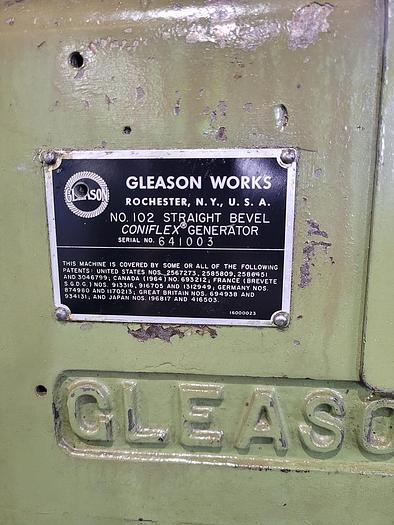 GLEASON
GLEASON WORKS
ROCHESTER, N.Y., U.S.A.
NO. 102 STRAIGHT BEVEL
CONIFLEX® GENERATOR
SERIAL NO. 641003
THIS MACHINE IS COVERED BY SOME OR ALL OF THE FOLLOWING
PATENTS: UNITED STATES NOS. 2567273, 2585809, 2588451
AND 3046799; CANADA (1964) NO. 693212; FRANCE (BREVETE
S.G.D.G.) NOS. 913316, 916705 AND 1312949; GERMANY NOS.
874980 AND 1170213; GREAT BRITAIN NOS. 694938 AND
934131, AND JAPAN NOS. 196817 AND 416503.
16000023
GLEASO